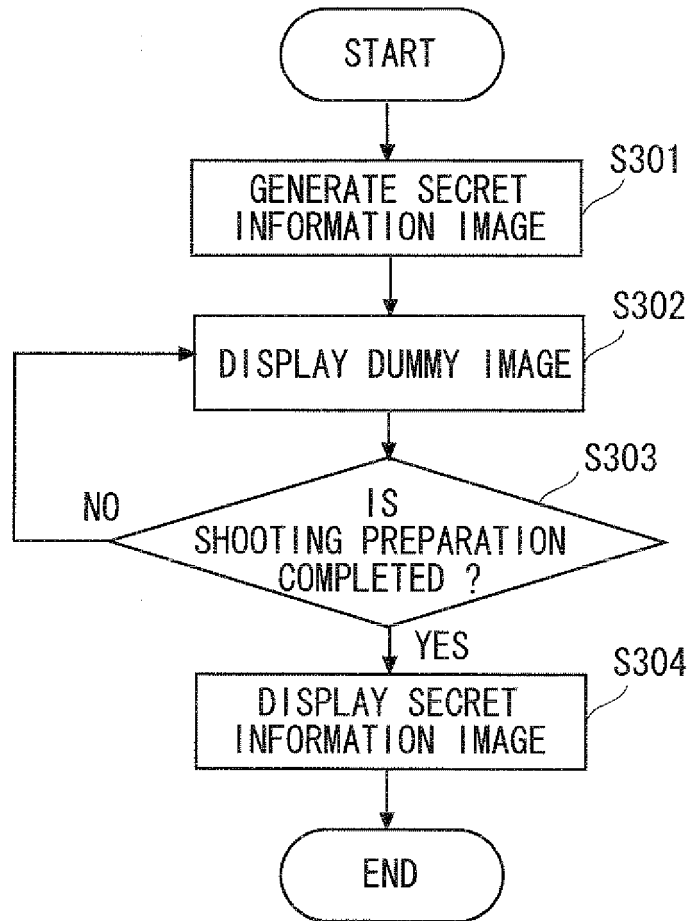 START
S301
GENERATE SECRET
INFORMATION IMAGE
S302
DISPLAY DUMMY IMAGE
S303
NO
IS
SHOOTING PREPARATION
COMPLETED ?
YES
S304
DISPLAY SECRET
INFORMATION IMAGE
END